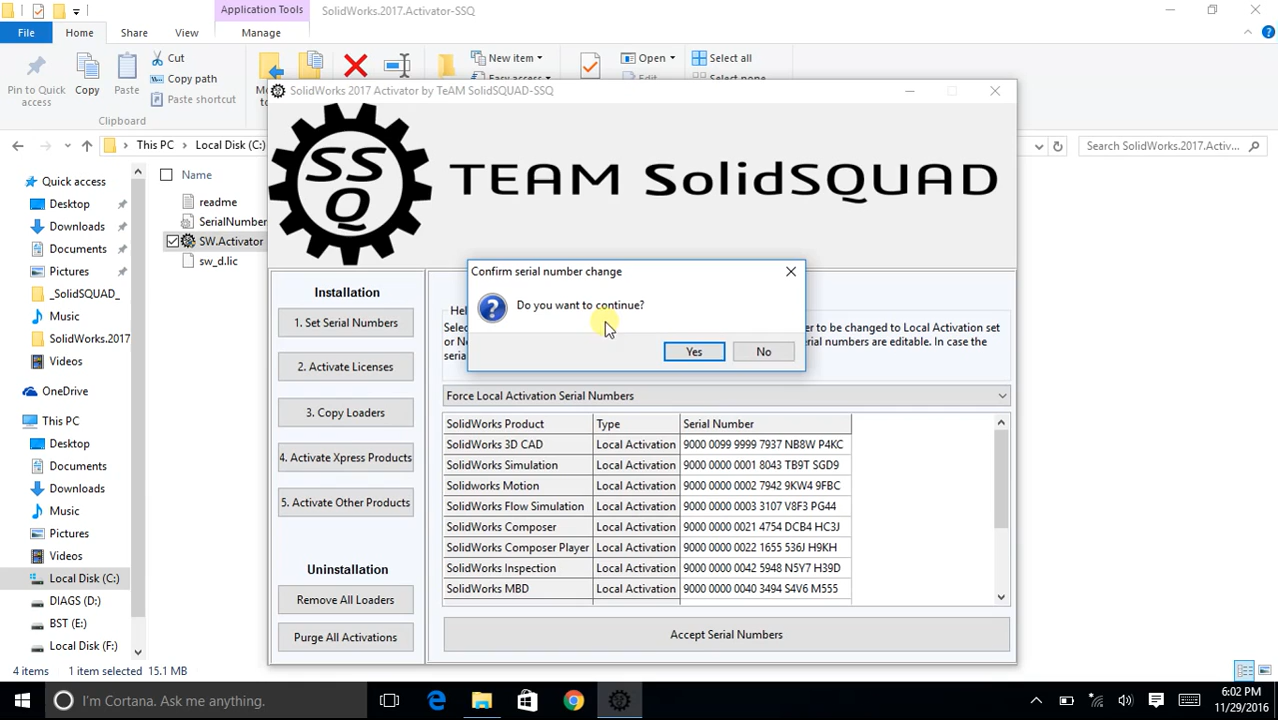 Application Tools
SolidWorks.2017.Activator-SSQ
File
Home
Share
View
Manage
Pin to Quick access
Copy
Paste
Cut
Copy path
Paste shortcut
Clipboard
New item
Open
Select all
SolidWorks 2017 Activator by TeAM SolidSQUAD-SSQ
This PC
Local Disk (C:)
Search SolidWorks.2017.Activ...
Quick access
Desktop
Downloads
Documents
Pictures
_SolidSQUAD_
Music
SolidWorks.2017
Videos
OneDrive
This PC
Desktop
Documents
Downloads
Music
Pictures
Videos
Local Disk (C:)
DIAGS (D:)
BST (E:)
Local Disk (F:)
Name
readme
SerialNumber
SW.Activator
sw_d.lic
SSQ
TEAM SolidSQUAD
Installation
1. Set Serial Numbers
2. Activate Licenses
3. Copy Loaders
4. Activate Xpress Products
5. Activate Other Products
Uninstallation
Remove All Loaders
Purge All Activations
Confirm serial number change
Do you want to continue?
Yes
No
er to be changed to Local Activation set
rial numbers are editable. In case the
Force Local Activation Serial Numbers
SolidWorks Product Type Serial Number
SolidWorks 3D CAD Local Activation 9000 0099 9999 7937 NB8W P4KC
SolidWorks Simulation Local Activation 9000 0000 0001 8043 TB9T SGD9
Solidworks Motion Local Activation 9000 0000 0002 7942 9KW4 9FBC
SolidWorks Flow Simulation Local Activation 9000 0000 0003 3107 V8F3 PG44
SolidWorks Composer Local Activation 9000 0000 0021 4754 DCB4 HC3J
SolidWorks Composer Player Local Activation 9000 0000 0022 1655 536J H9KH
SolidWorks Inspection Local Activation 9000 0000 0042 5948 N5Y7 H39D
SolidWorks MBD Local Activation 9000 0000 0040 3494 S4V6 M555
Accept Serial Numbers
4 items 1 item selected 15.1 MB
I'm Cortana. Ask me anything.
6:02 PM
11/29/2016